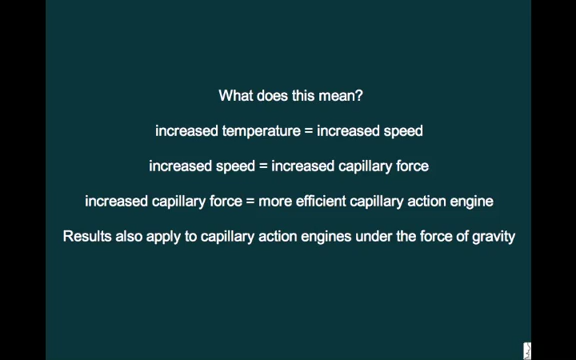 What does this mean?
increased temperature = increased speed
increased speed = increased capillary force
increased capillary force = more efficient capillary action engine
Results also apply to capillary action engines under the force of gravity